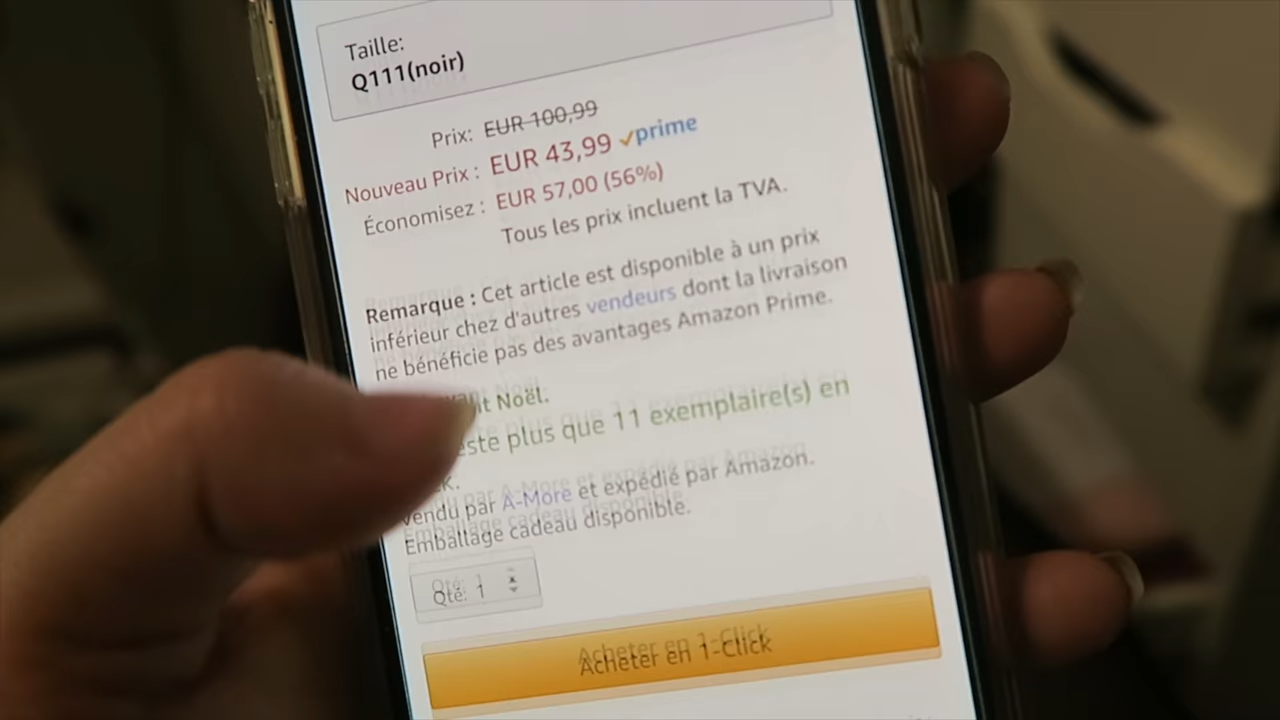 Taille:
Q111(noir)
Prix: EUR 100,99
Nouveau Prix : EUR 43,99 prime
Économisez : EUR 57,00 (56%)
Tous les prix incluent la TVA.
Remarque : Cet article est disponible à un prix
inférieur chez d'autres vendeurs dont la livraison
ne bénéficie pas des avantages Amazon Prime.
Noël.
plus que 11 exemplaire(s) en
Vendu par A-More et expédié par Amazon.
Emballage cadeau disponible.
Qté: 1
Acheter en 1-Click